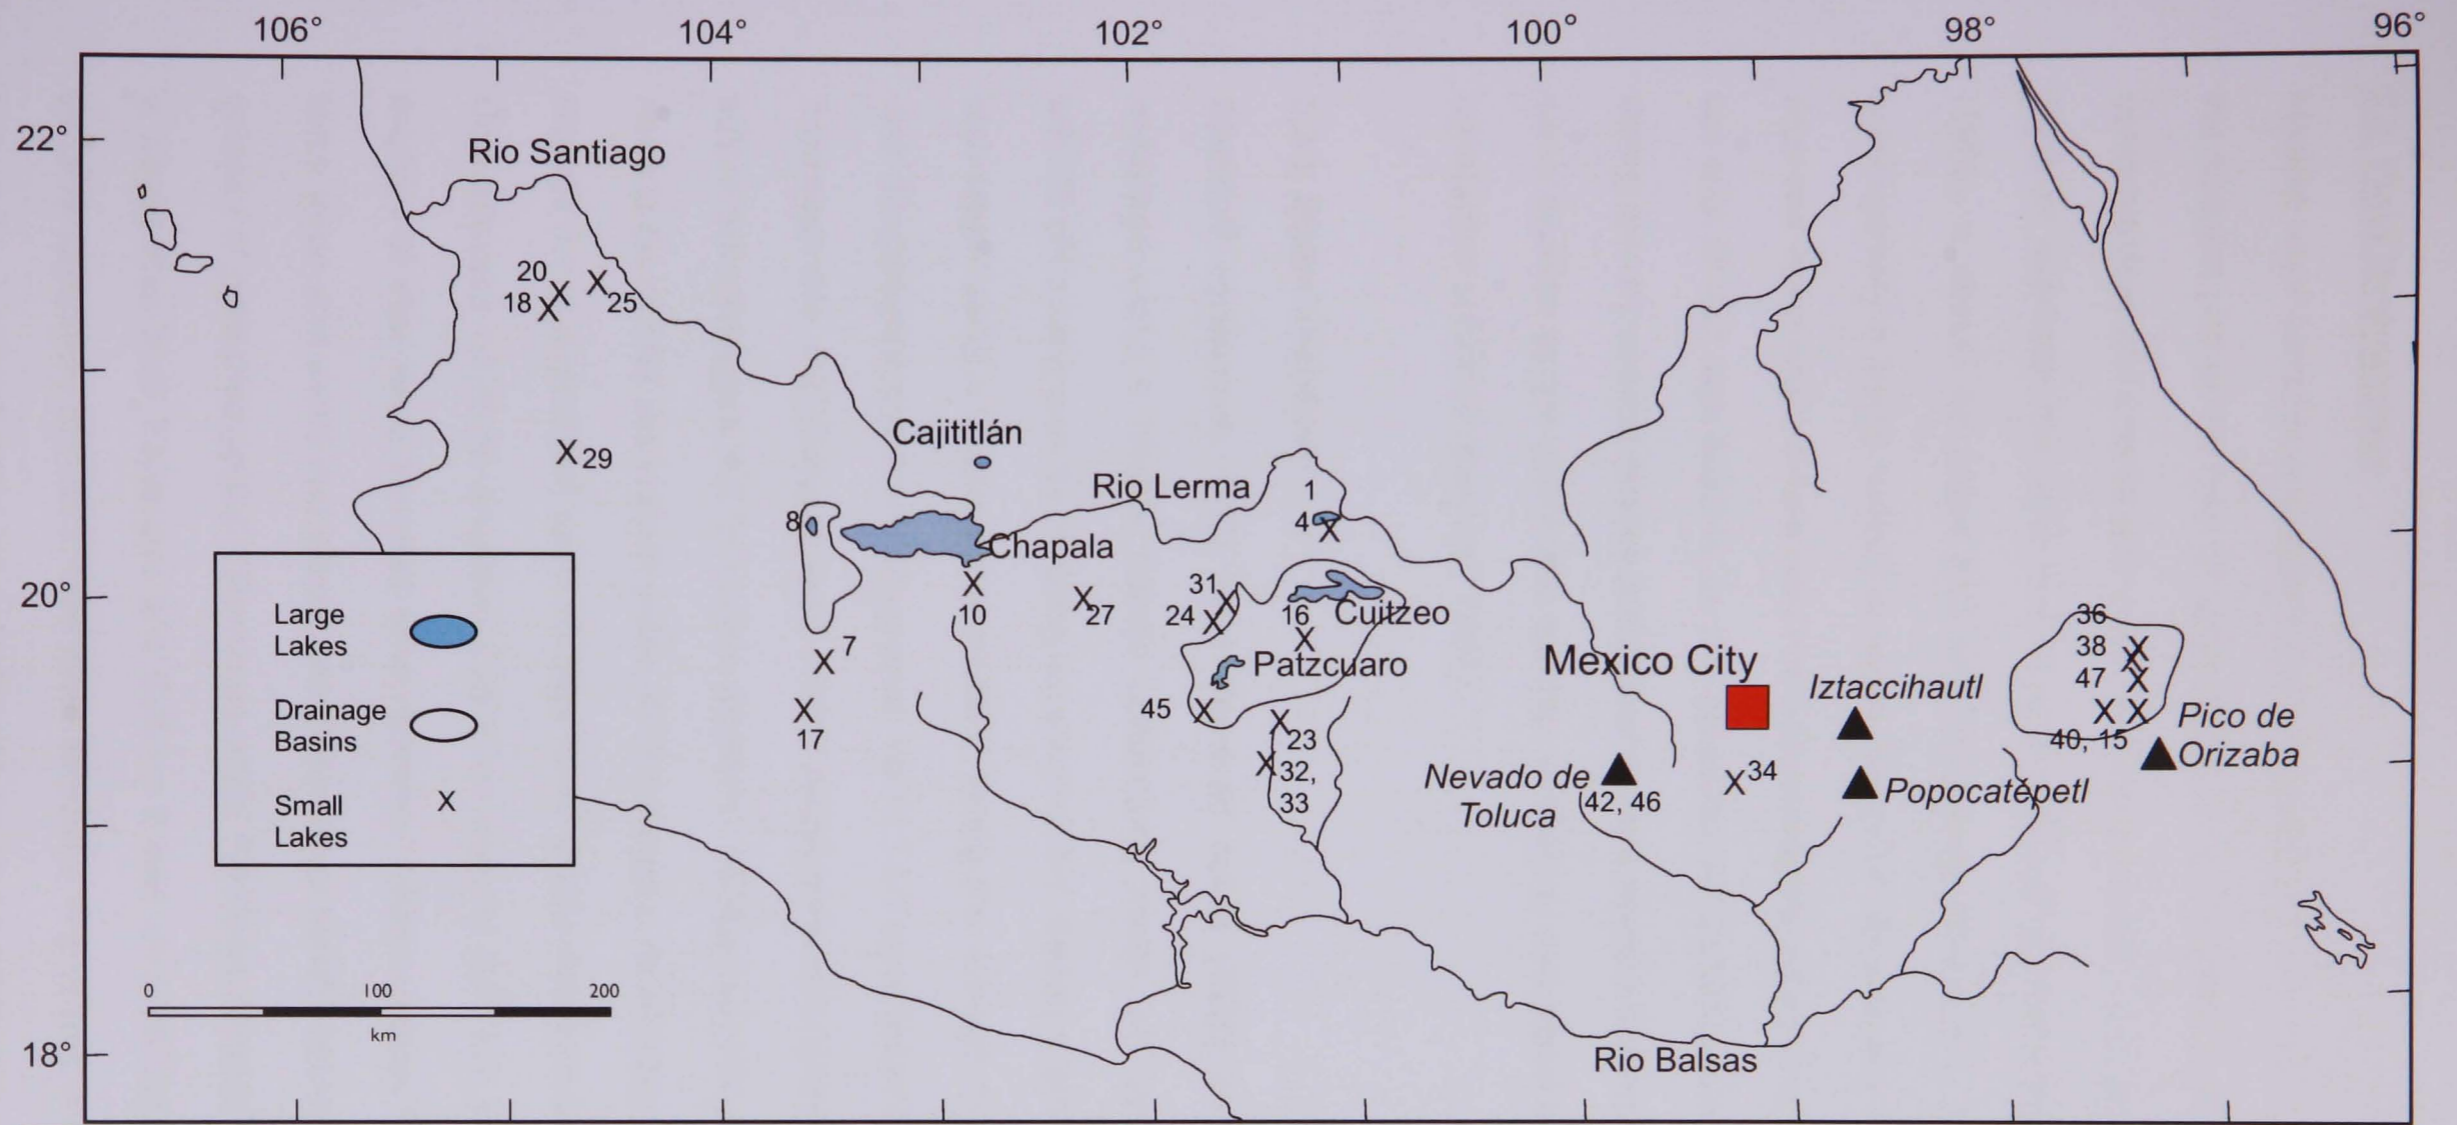 106° 104° 102° 100° 98° 96°
22°
Rio Santiago
20
18
25
Cajititlán
29
Rio Lerma
1
8
4
Chapala
20°
31
10
27
24
16
Cuitzeo
36
38
7
Patzcuaro
Mexico City
47
Iztaccihautl
45
Pico de
Orizaba
17
23
40, 15
32,
33
Nevado de
Toluca
34
42, 46
Popocatépetl
Large
Lakes
Drainage
Basins
Small
Lakes
0 100 200
km
18°
Rio Balsas